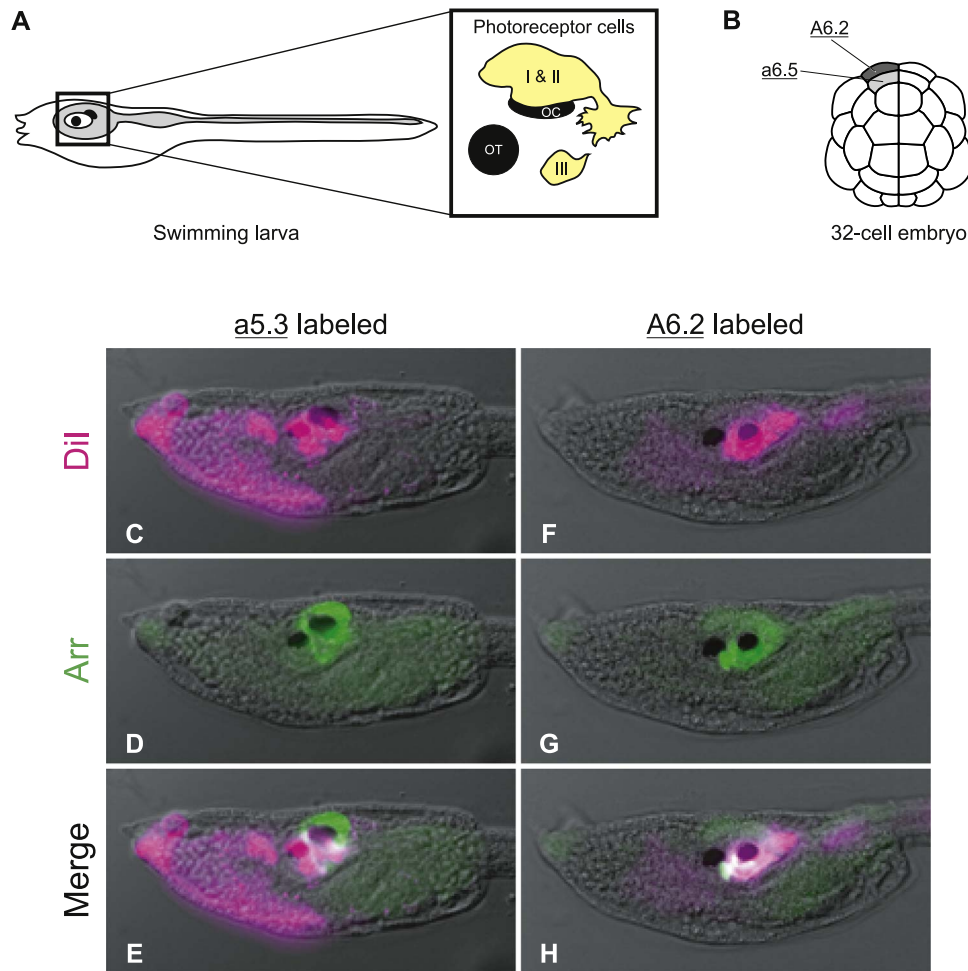 A
Photoreceptor cells
I & II
OC
OT
III
Swimming larva
B
A6.2
a6.5
32-cell embryo
a5.3 labeled
A6.2 labeled
DiI
C
F
Arr
D
G
Merge
E
H